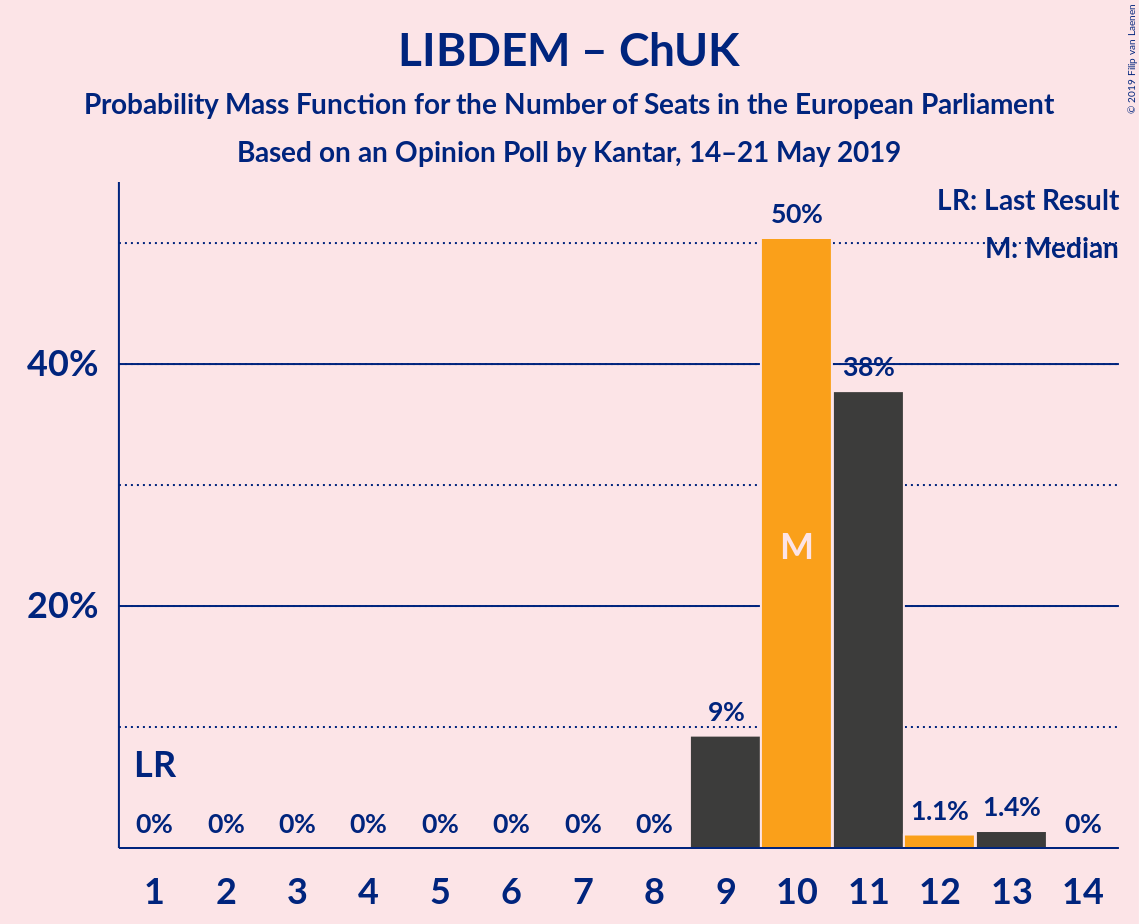 LIBDEM – ChUK
Probability Mass Function for the Number of Seats in the European Parliament
Based on an Opinion Poll by Kantar, 14–21 May 2019
© 2019 Filip van Laenen
LR: Last Result
M: Median
50%
40%
38%
M
20%
9%
LR
0% 0% 0% 0% 0% 0% 0% 0% 1.1% 1.4% 0%
1 2 3 4 5 6 7 8 9 10 11 12 13 14